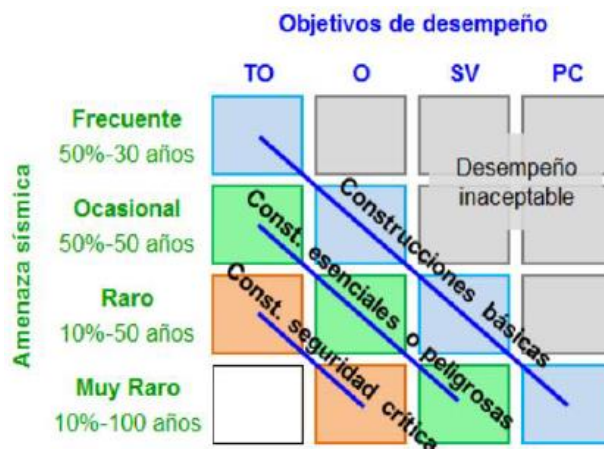 Objetivos de desempeño
TO O SV PC
Amenaza sísmica
Frecuente
50%-30 años
Ocasional
50%-50 años
Raro
10%-50 años
Muy Raro
10%-100 años
Desempeño
inaceptable
Construcciones básicas
Const. esenciales o peligrosas
Const. seguridad crítica